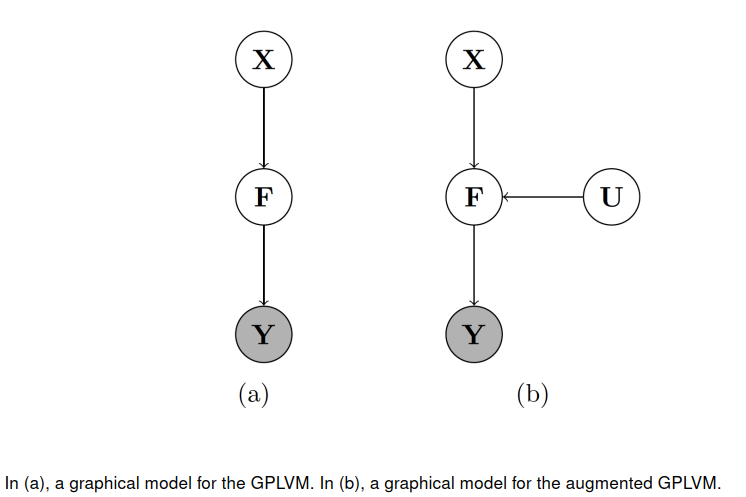 X X
F F U
Y Y
(a) (b)
In (a), a graphical model for the GPLVM. In (b), a graphical model for the augmented GPLVM.